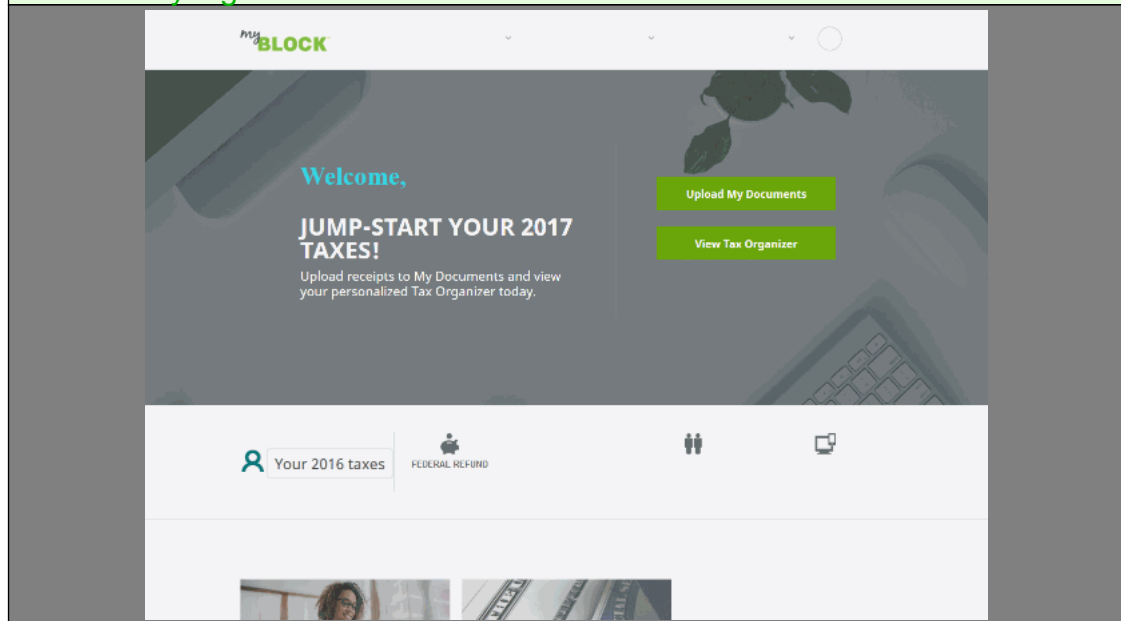 my BLOCK
Welcome,
JUMP-START YOUR 2017
TAXES!
Upload receipts to My Documents and view
your personalized Tax Organizer today.
Upload My Documents
View Tax Organizer
Your 2016 taxes
FEDERAL REFUND